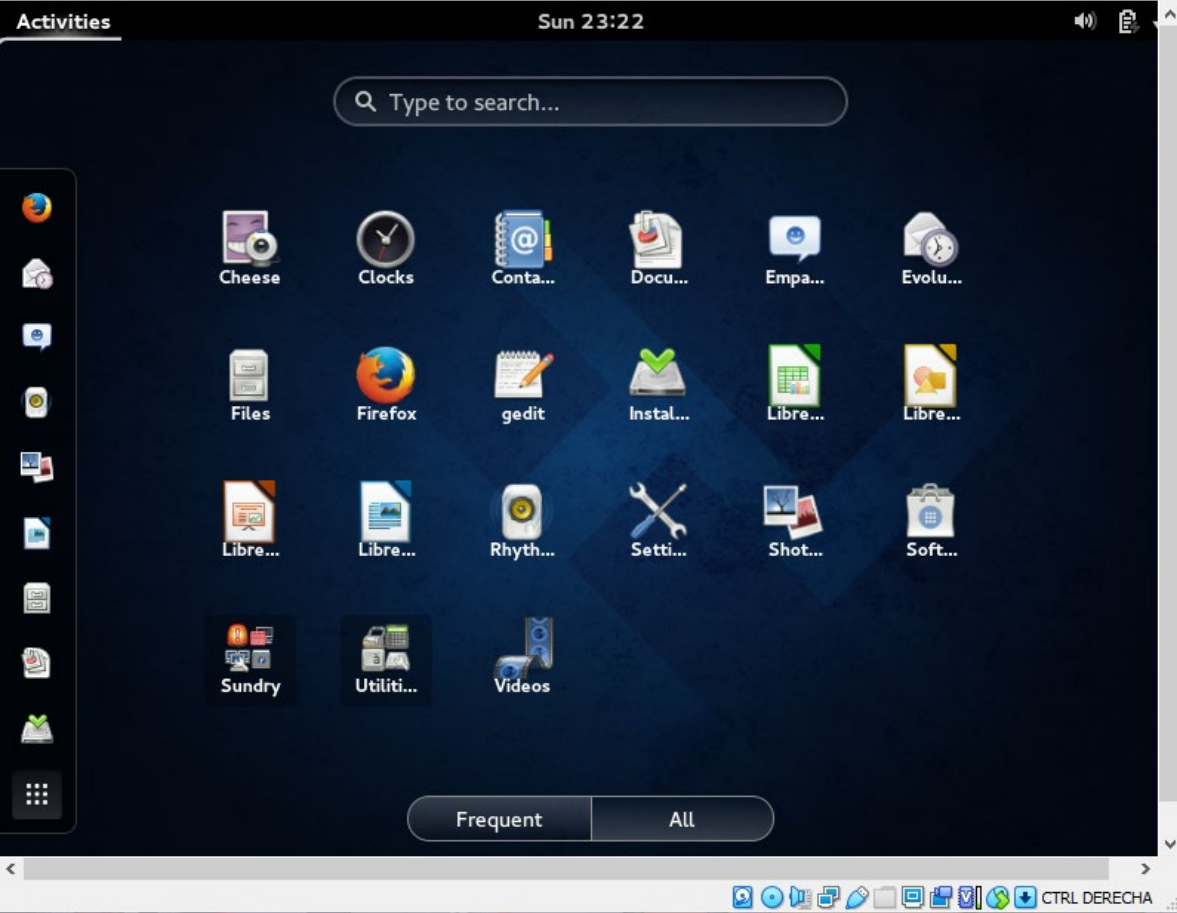 Activities Sun 23:22
Type to search...
Cheese Clocks Conta... Docu... Empa... Evolu...
Files Firefox gedit Instal... Libre... Libre...
Libre... Libre... Rhyth... Setti... Shot... Soft...
Sundry Utiliti... Videos
Frequent All
CTRL DERECHA